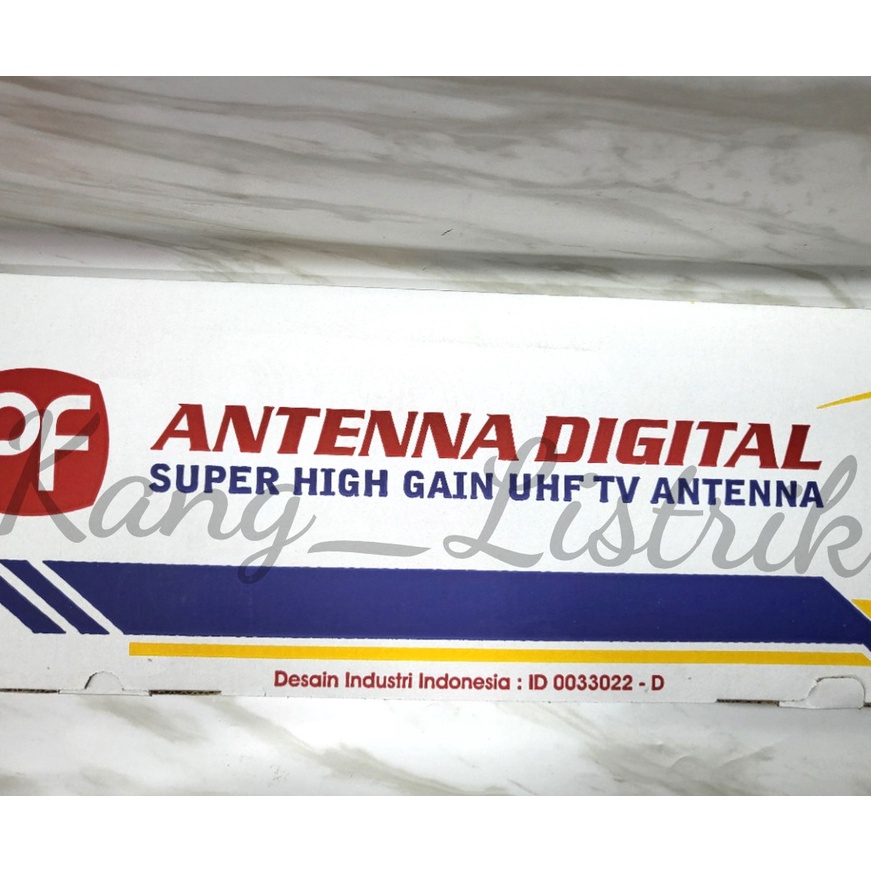 PF
ANTENNA DIGITAL
SUPER HIGH GAIN UHF TV ANTENNA
Kang_Listrik
Desain Industri Indonesia : ID 0033022 - D